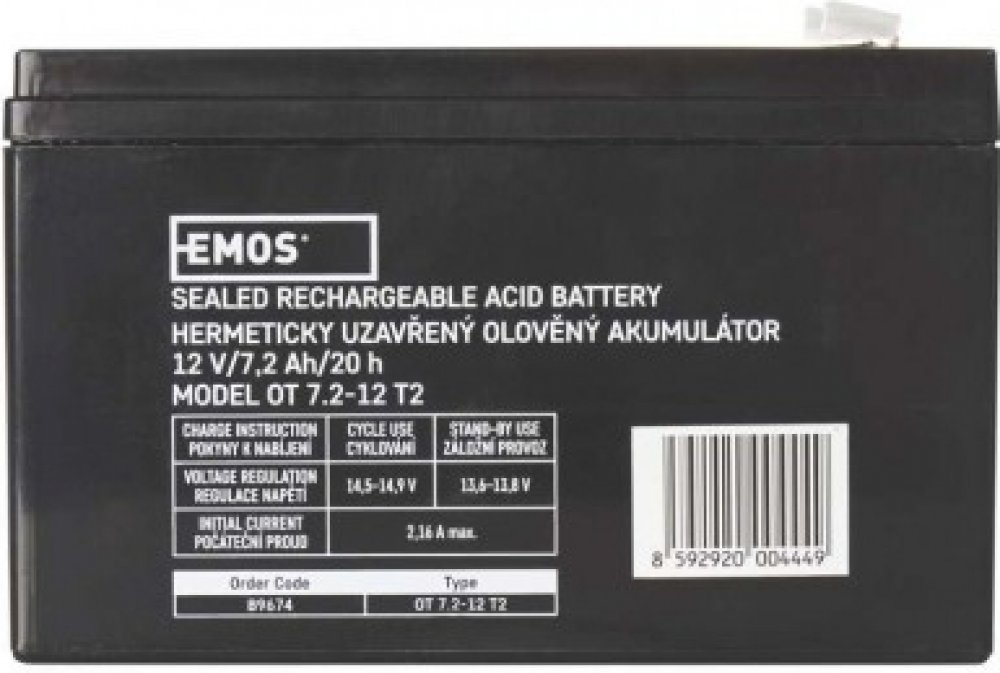 EMOS
SEALED RECHARGEABLE ACID BATTERY
HERMETICKY UZAVŘENÝ OLOVĚNÝ AKUMULÁTOR
12 V/7,2 Ah/20 h
MODEL OT 7.2-12 T2
CHARGE INSTRUCTION CYCLE USE STAND-BY USE
POKYNY K NABÍJENÍ CYKLOVÁNÍ ZÁLOŽNÍ PROVOZ
VOLTAGE REGULATION
REGULACE NAPĚTÍ 14,5-14,9 V 13,6-13,8 V
INITIAL CURRENT
POČÁTEČNÍ PROUD 2,16 A max.
Order Code Type
B9674 OT 7.2-12 T2
8 592920 004449